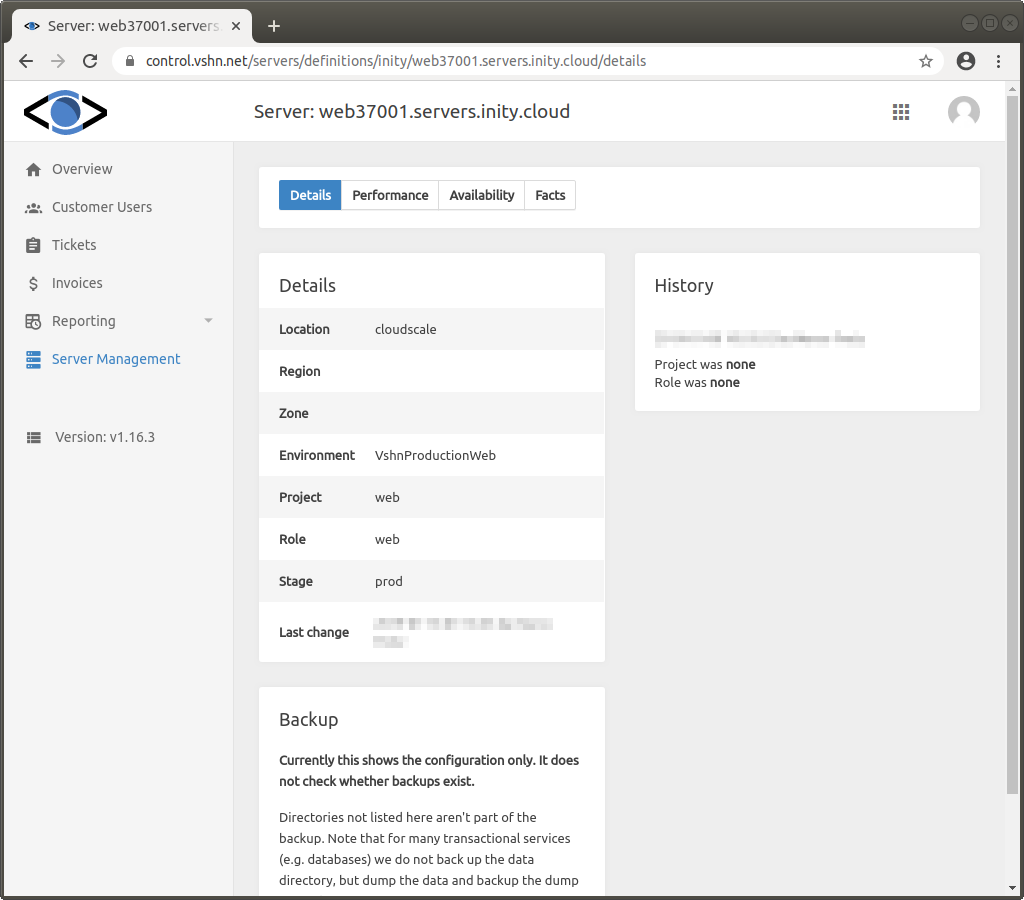 Server: web37001.servers.
control.vshn.net/servers/definitions/inity/web37001.servers.inity.cloud/details
Server: web37001.servers.inity.cloud
Overview
Customer Users
Tickets
Invoices
Reporting
Server Management
Version: v1.16.3
Details Performance Availability Facts
Details
Location cloudscale
Region
Zone
Environment VshnProductionWeb
Project web
Role web
Stage prod
Last change
History
Project was none
Role was none
Backup
Currently this shows the configuration only. It does
not check whether backups exist.
Directories not listed here aren't part of the
backup. Note that for many transactional services
(e.g. databases) we do not back up the data
directory, but dump the data and backup the dump